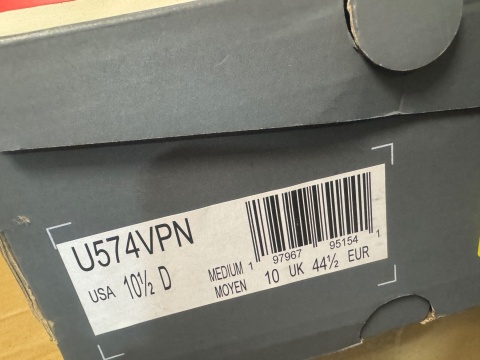 U574VPN
USA 10½ D
MEDIUM
MOYEN
1 97967 95154 1
10 UK 44½ EUR